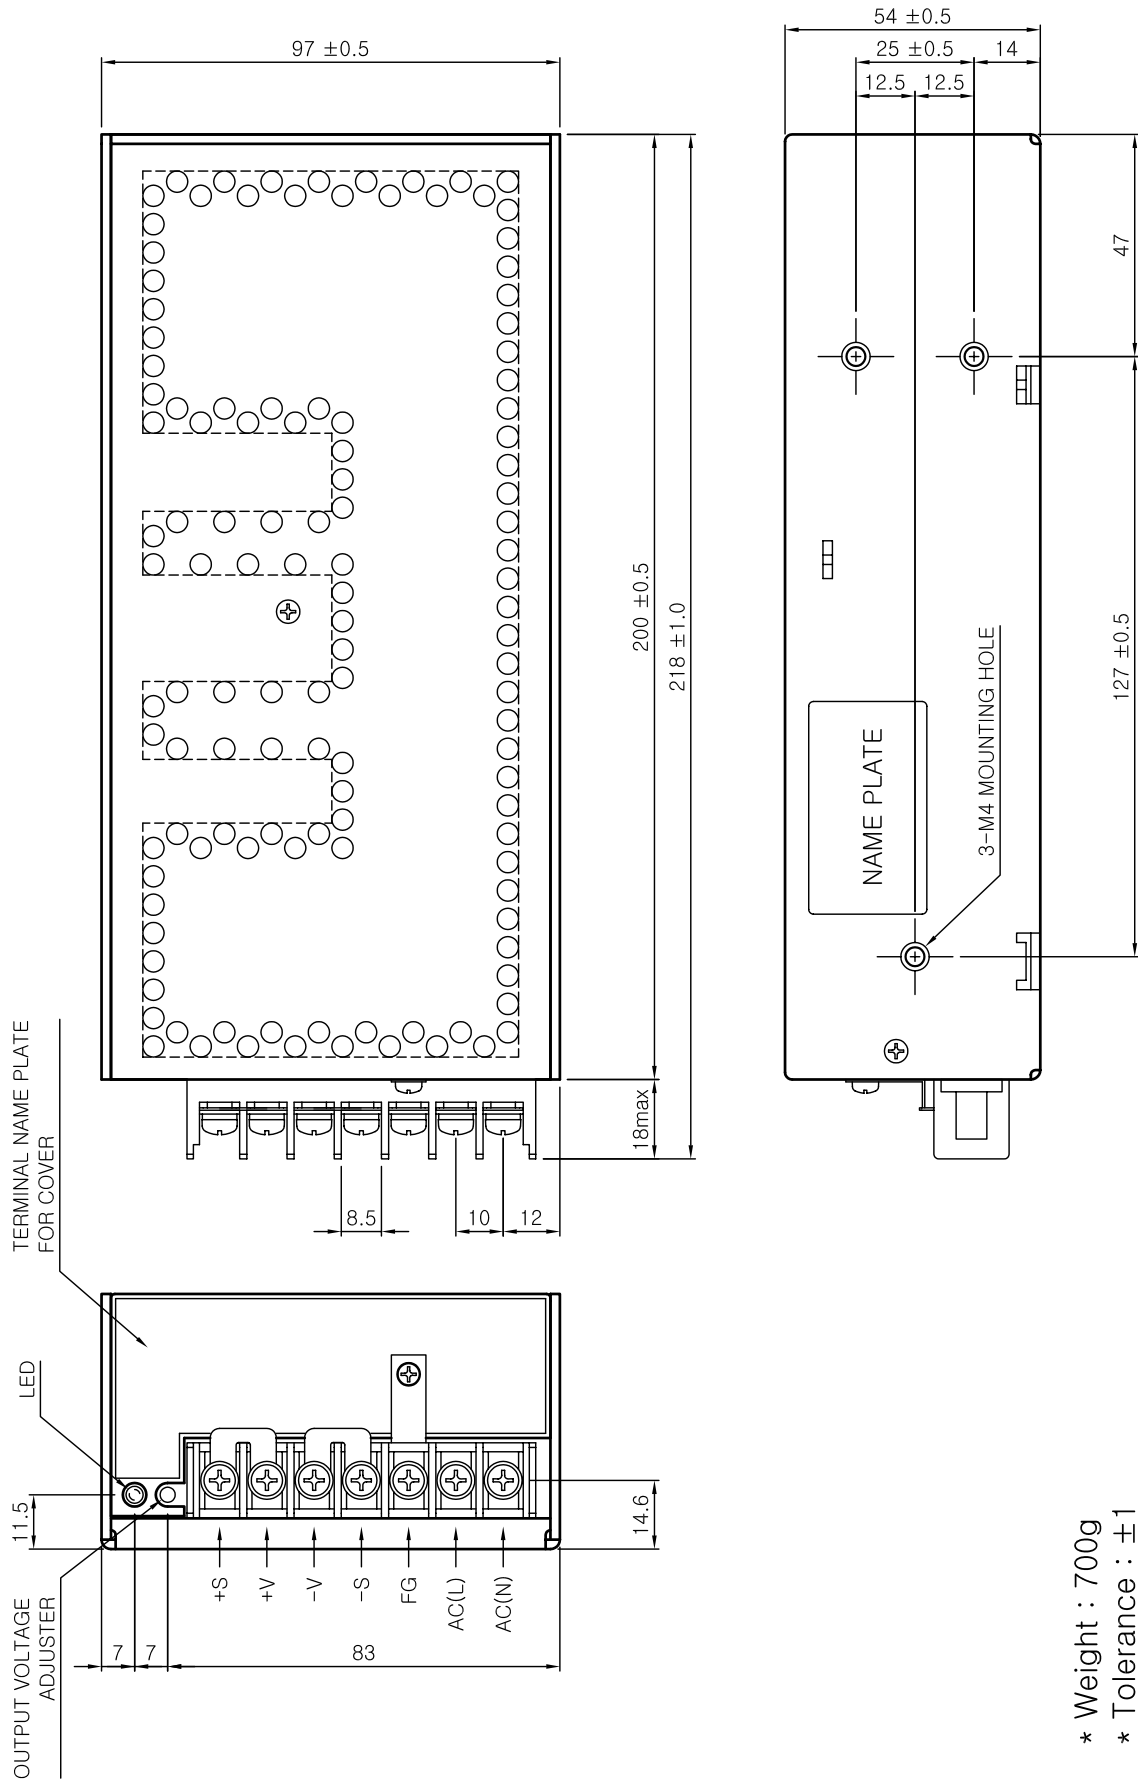 54 ±0.5
25 ±0.5
14
12.5
12.5
97 ±0.5
47
200 ±0.5
218 ±1.0
127 ±0.5
NAME PLATE
3-M4 MOUNTING HOLE
18max
8.5
10
12
TERMINAL NAME PLATE
FOR COVER
LED
11.5
14.6
OUTPUT VOLTAGE
ADJUSTER
+S
+V
-V
-S
FG
AC(L)
AC(N)
7
7
83
* Weight : 700g
* Tolerance : ±1